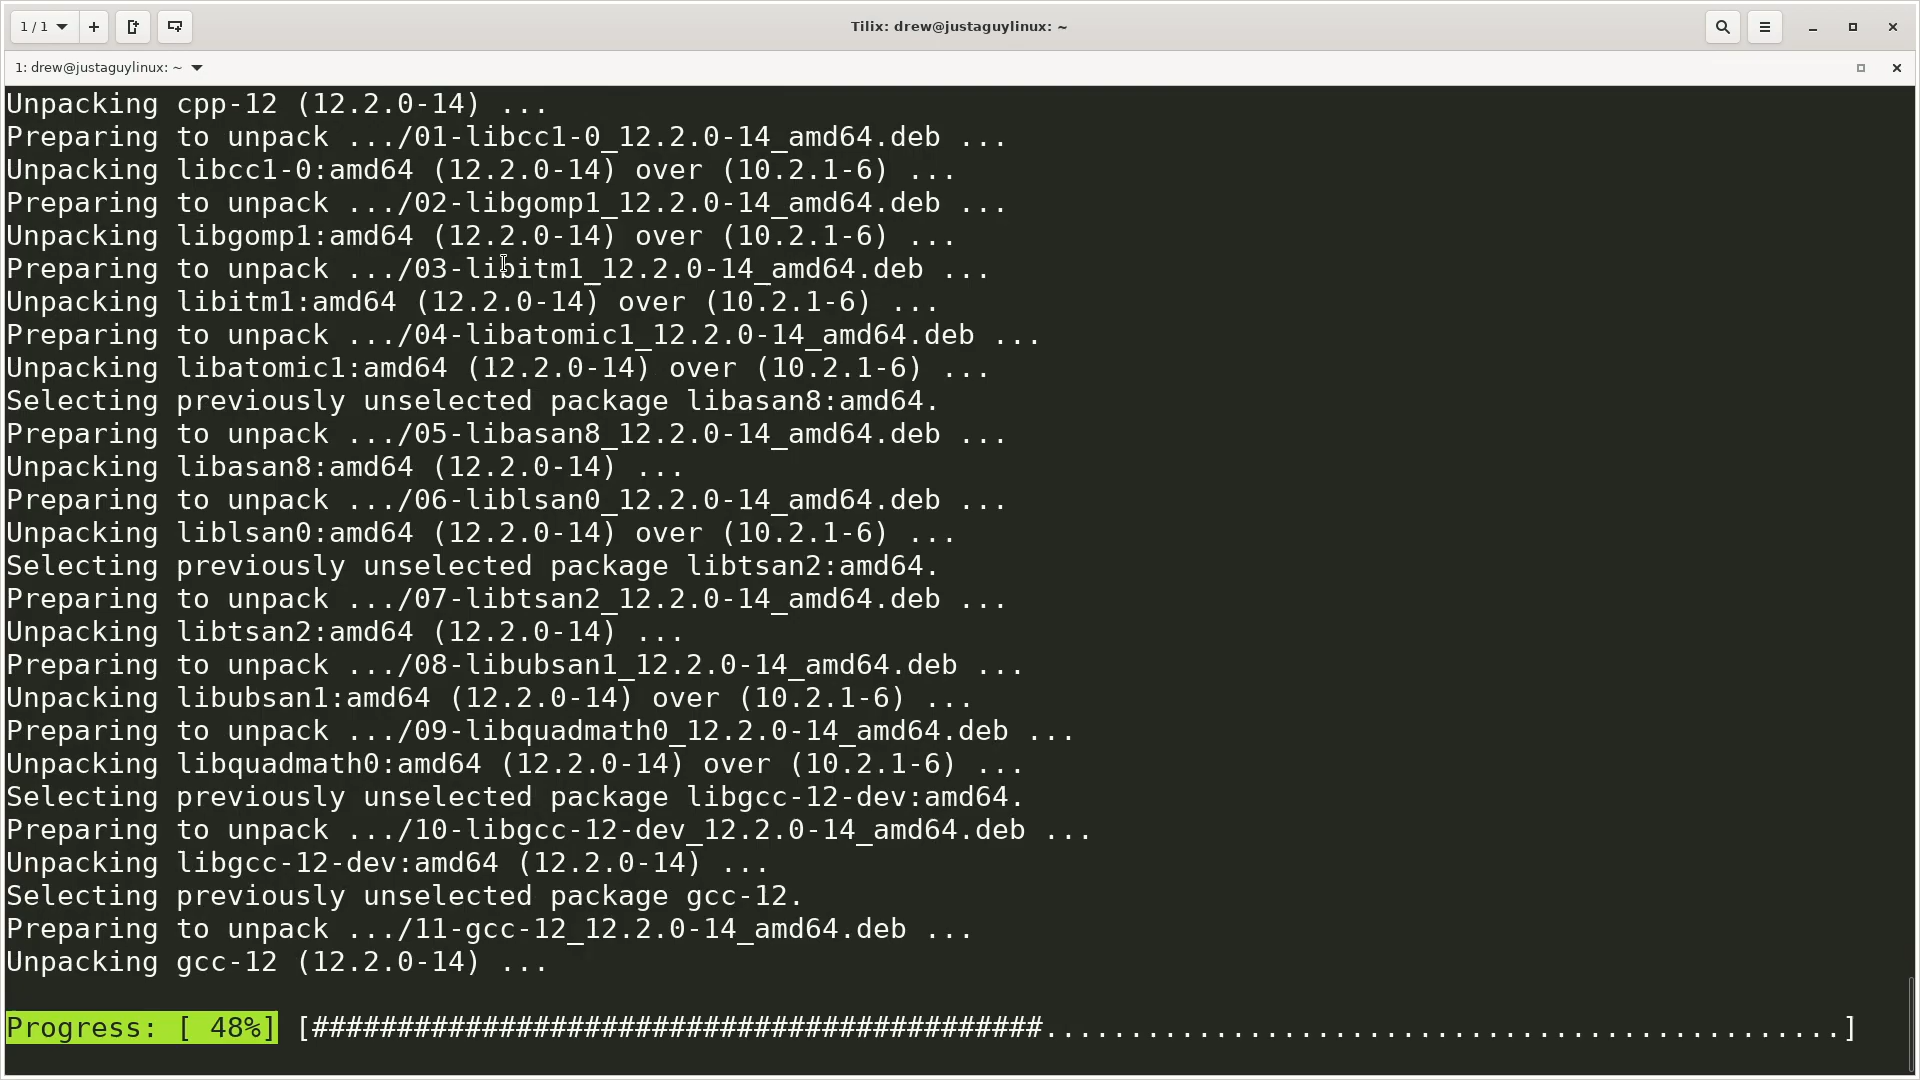 1 / 1
Tilix: drew@justaguylinux: ~
1: drew@justaguylinux: ~
Unpacking cpp-12 (12.2.0-14) ...
Preparing to unpack .../01-libcc1-0_12.2.0-14_amd64.deb ...
Unpacking libcc1-0:amd64 (12.2.0-14) over (10.2.1-6) ...
Preparing to unpack .../02-libgomp1_12.2.0-14_amd64.deb ...
Unpacking libgomp1:amd64 (12.2.0-14) over (10.2.1-6) ...
Preparing to unpack .../03-libitm1_12.2.0-14_amd64.deb ...
Unpacking libitm1:amd64 (12.2.0-14) over (10.2.1-6) ...
Preparing to unpack .../04-libatomic1_12.2.0-14_amd64.deb ...
Unpacking libatomic1:amd64 (12.2.0-14) over (10.2.1-6) ...
Selecting previously unselected package libasan8:amd64.
Preparing to unpack .../05-libasan8_12.2.0-14_amd64.deb ...
Unpacking libasan8:amd64 (12.2.0-14) ...
Preparing to unpack .../06-liblsan0_12.2.0-14_amd64.deb ...
Unpacking liblsan0:amd64 (12.2.0-14) over (10.2.1-6) ...
Selecting previously unselected package libtsan2:amd64.
Preparing to unpack .../07-libtsan2_12.2.0-14_amd64.deb ...
Unpacking libtsan2:amd64 (12.2.0-14) ...
Preparing to unpack .../08-libubsan1_12.2.0-14_amd64.deb ...
Unpacking libubsan1:amd64 (12.2.0-14) over (10.2.1-6) ...
Preparing to unpack .../09-libquadmath0_12.2.0-14_amd64.deb ...
Unpacking libquadmath0:amd64 (12.2.0-14) over (10.2.1-6) ...
Selecting previously unselected package libgcc-12-dev:amd64.
Preparing to unpack .../10-libgcc-12-dev_12.2.0-14_amd64.deb ...
Unpacking libgcc-12-dev:amd64 (12.2.0-14) ...
Selecting previously unselected package gcc-12.
Preparing to unpack .../11-gcc-12_12.2.0-14_amd64.deb ...
Unpacking gcc-12 (12.2.0-14) ...
Progress: [ 48%] [###########################################...............................................]